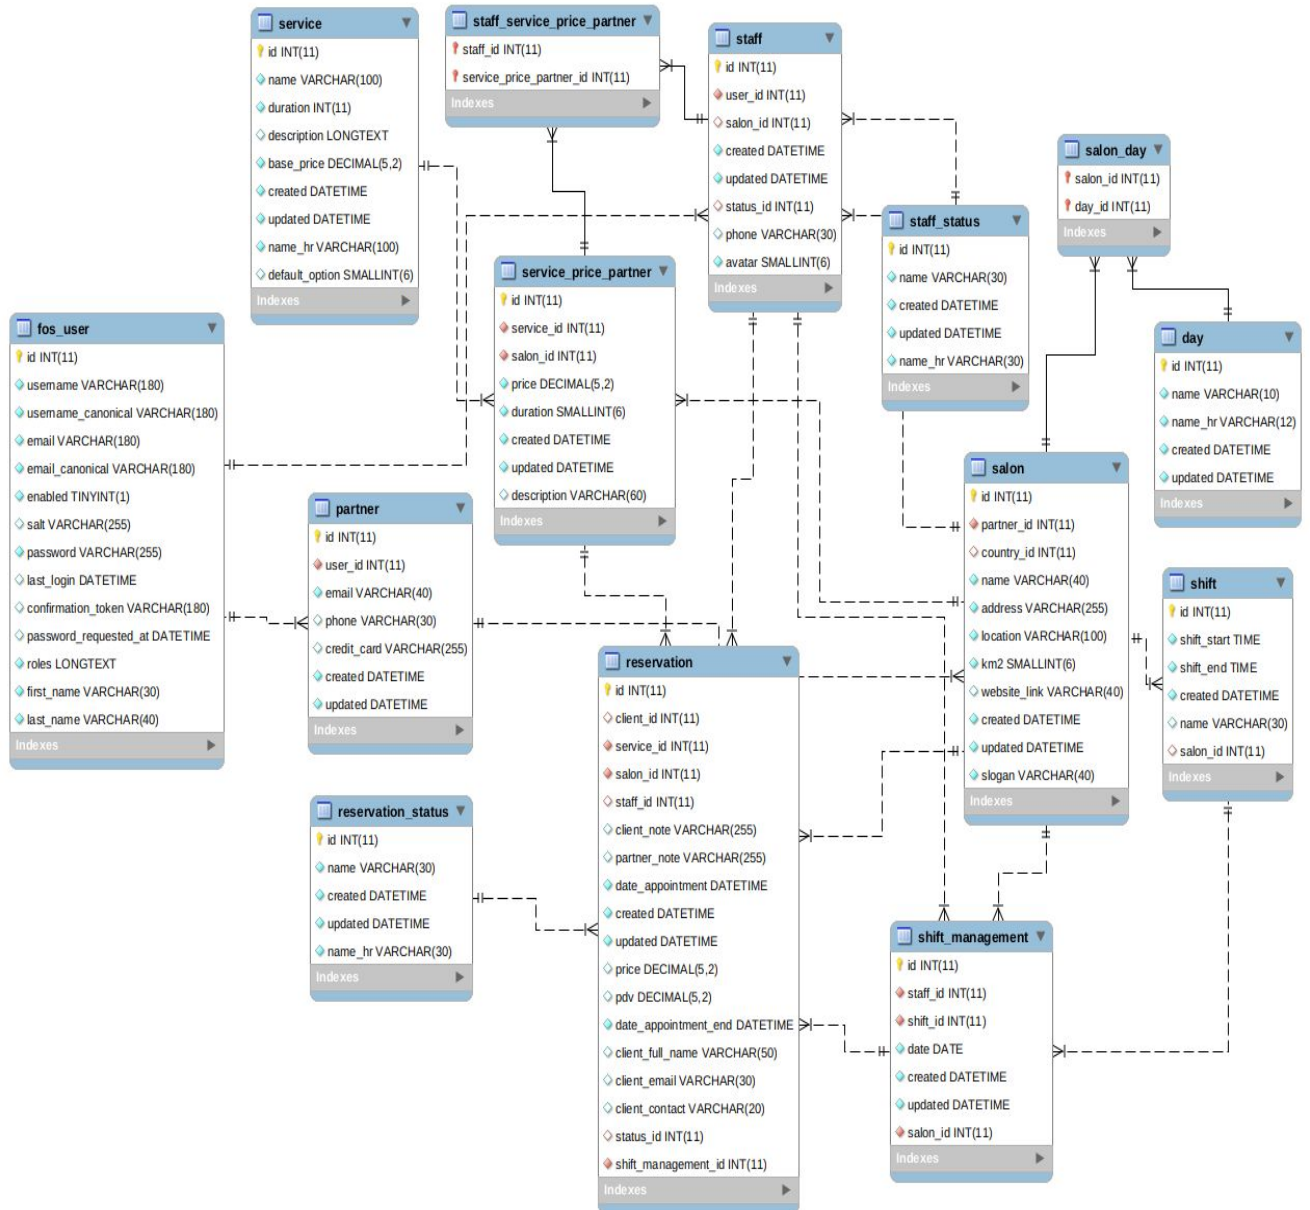 service
id INT(11)
name VARCHAR(100)
duration INT(11)
description LONGTEXT
base_price DECIMAL(5,2)
created DATETIME
updated DATETIME
name_hr VARCHAR(100)
default_option SMALLINT(6)
Indexes
staff_service_price_partner
staff_id INT(11)
service_price_partner_id INT(11)
Indexes
staff
id INT(11)
user_id INT(11)
salon_id INT(11)
created DATETIME
updated DATETIME
status_id INT(11)
phone VARCHAR(30)
avatar SMALLINT(6)
Indexes
salon_day
salon_id INT(11)
day_id INT(11)
Indexes
staff_status
id INT(11)
name VARCHAR(30)
created DATETIME
updated DATETIME
name_hr VARCHAR(30)
Indexes
service_price_partner
id INT(11)
service_id INT(11)
salon_id INT(11)
price DECIMAL(5,2)
duration SMALLINT(6)
created DATETIME
updated DATETIME
description VARCHAR(60)
Indexes
fos_user
id INT(11)
username VARCHAR(180)
username_canonical VARCHAR(180)
email VARCHAR(180)
email_canonical VARCHAR(180)
enabled TINYINT(1)
salt VARCHAR(255)
password VARCHAR(255)
last_login DATETIME
confirmation_token VARCHAR(180)
password_requested_at DATETIME
roles LONGTEXT
first_name VARCHAR(30)
last_name VARCHAR(40)
Indexes
day
id INT(11)
name VARCHAR(10)
name_hr VARCHAR(12)
created DATETIME
updated DATETIME
Indexes
partner
id INT(11)
user_id INT(11)
email VARCHAR(40)
phone VARCHAR(30)
credit_card VARCHAR(255)
created DATETIME
updated DATETIME
Indexes
salon
id INT(11)
partner_id INT(11)
country_id INT(11)
name VARCHAR(40)
address VARCHAR(255)
location VARCHAR(100)
km2 SMALLINT(6)
website_link VARCHAR(40)
created DATETIME
updated DATETIME
slogan VARCHAR(40)
Indexes
shift
id INT(11)
shift_start TIME
shift_end TIME
created DATETIME
name VARCHAR(30)
salon_id INT(11)
Indexes
reservation
id INT(11)
client_id INT(11)
service_id INT(11)
salon_id INT(11)
staff_id INT(11)
client_note VARCHAR(255)
partner_note VARCHAR(255)
date_appointment DATETIME
created DATETIME
updated DATETIME
price DECIMAL(5,2)
pdv DECIMAL(5,2)
date_appointment_end DATETIME
client_full_name VARCHAR(50)
client_email VARCHAR(30)
client_contact VARCHAR(20)
status_id INT(11)
shift_management_id INT(11)
Indexes
reservation_status
id INT(11)
name VARCHAR(30)
created DATETIME
updated DATETIME
name_hr VARCHAR(30)
Indexes
shift_management
id INT(11)
staff_id INT(11)
shift_id INT(11)
date DATE
created DATETIME
updated DATETIME
salon_id INT(11)
Indexes